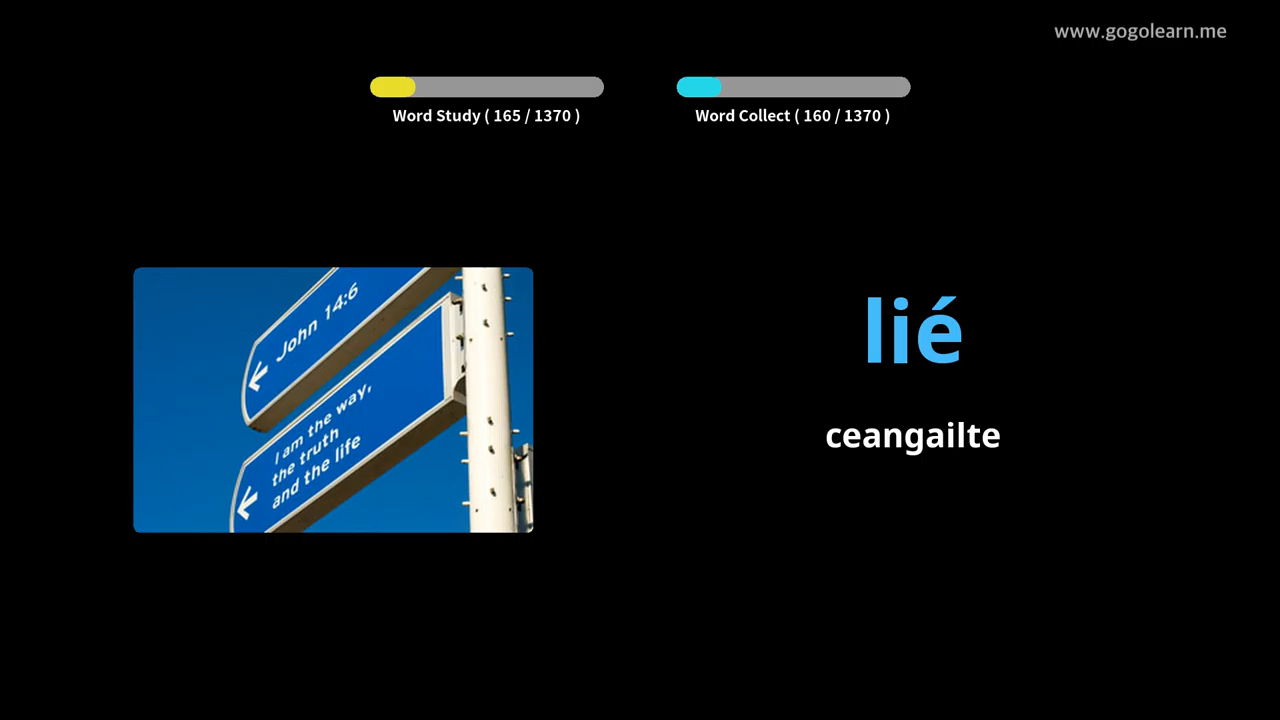 www.gogolearn.me
Word Study ( 165 / 1370 )
Word Collect ( 160 / 1370 )
John 14:6
I am the way,
the truth
and the life
lié
ceangailte